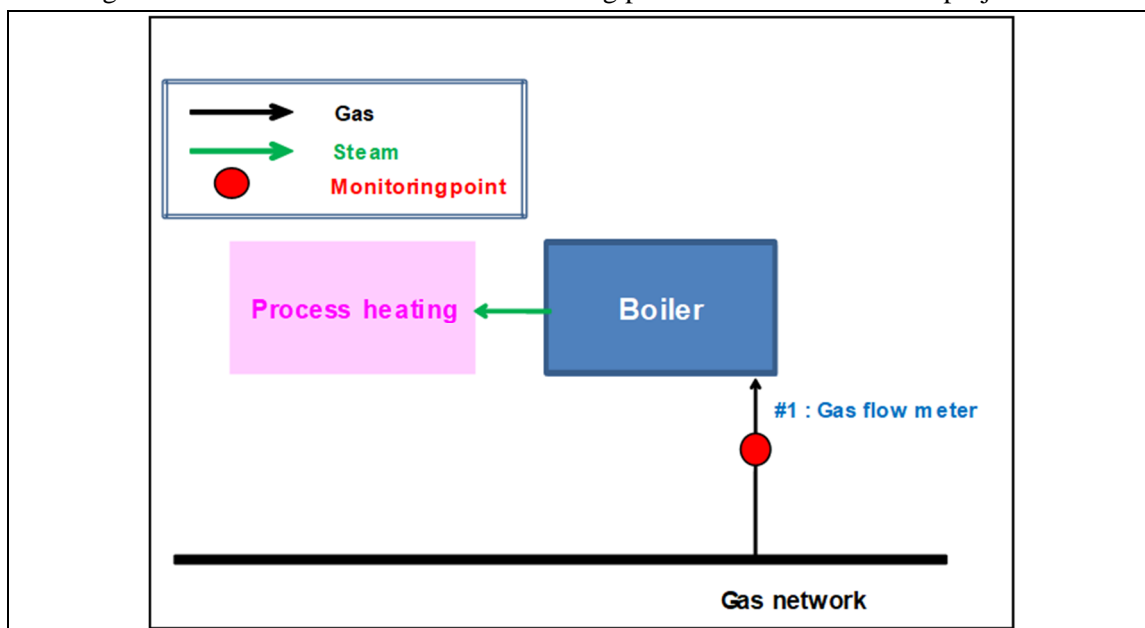 Gas
Steam
Monitoringpoint
Process heating
Boiler
#1 : Gas flow meter
Gas network